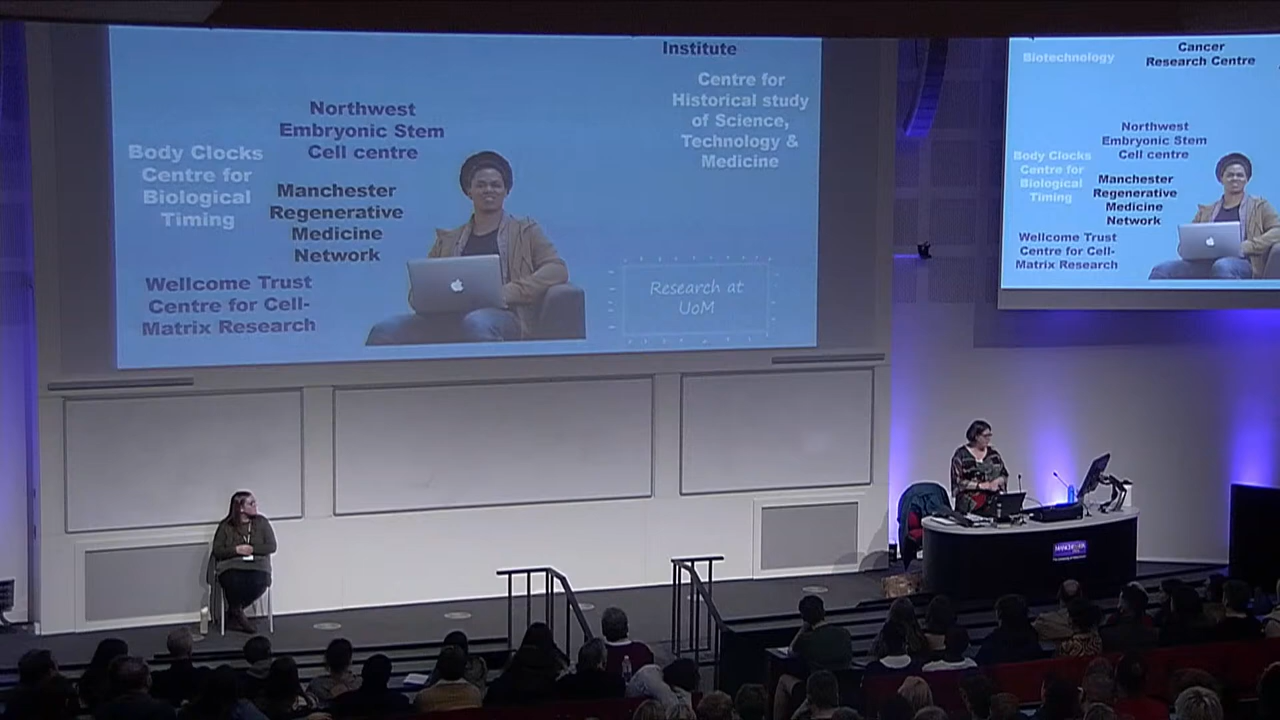 Institute
Centre for
Historical study
of Science,
Technology &
Medicine
Northwest
Embryonic Stem
Cell centre
Body Clocks
Centre for
Biological
Timing
Manchester
Regenerative
Medicine
Network
Wellcome Trust
Centre for Cell-
Matrix Research
Research at
UoM
Biotechnology
Cancer
Research Centre
Northwest
Embryonic Stem
Cell centre
Body Clocks
Centre for
Biological
Timing
Manchester
Regenerative
Medicine
Network
Wellcome Trust
Centre for Cell-
Matrix Research
MANCHESTER